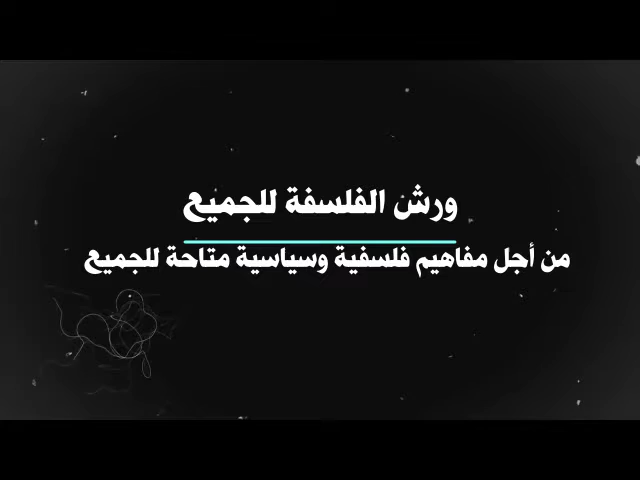 ورش الفلسفة للجميع
من أجل مفاهيم فلسفية وسياسية متاحة للجميع